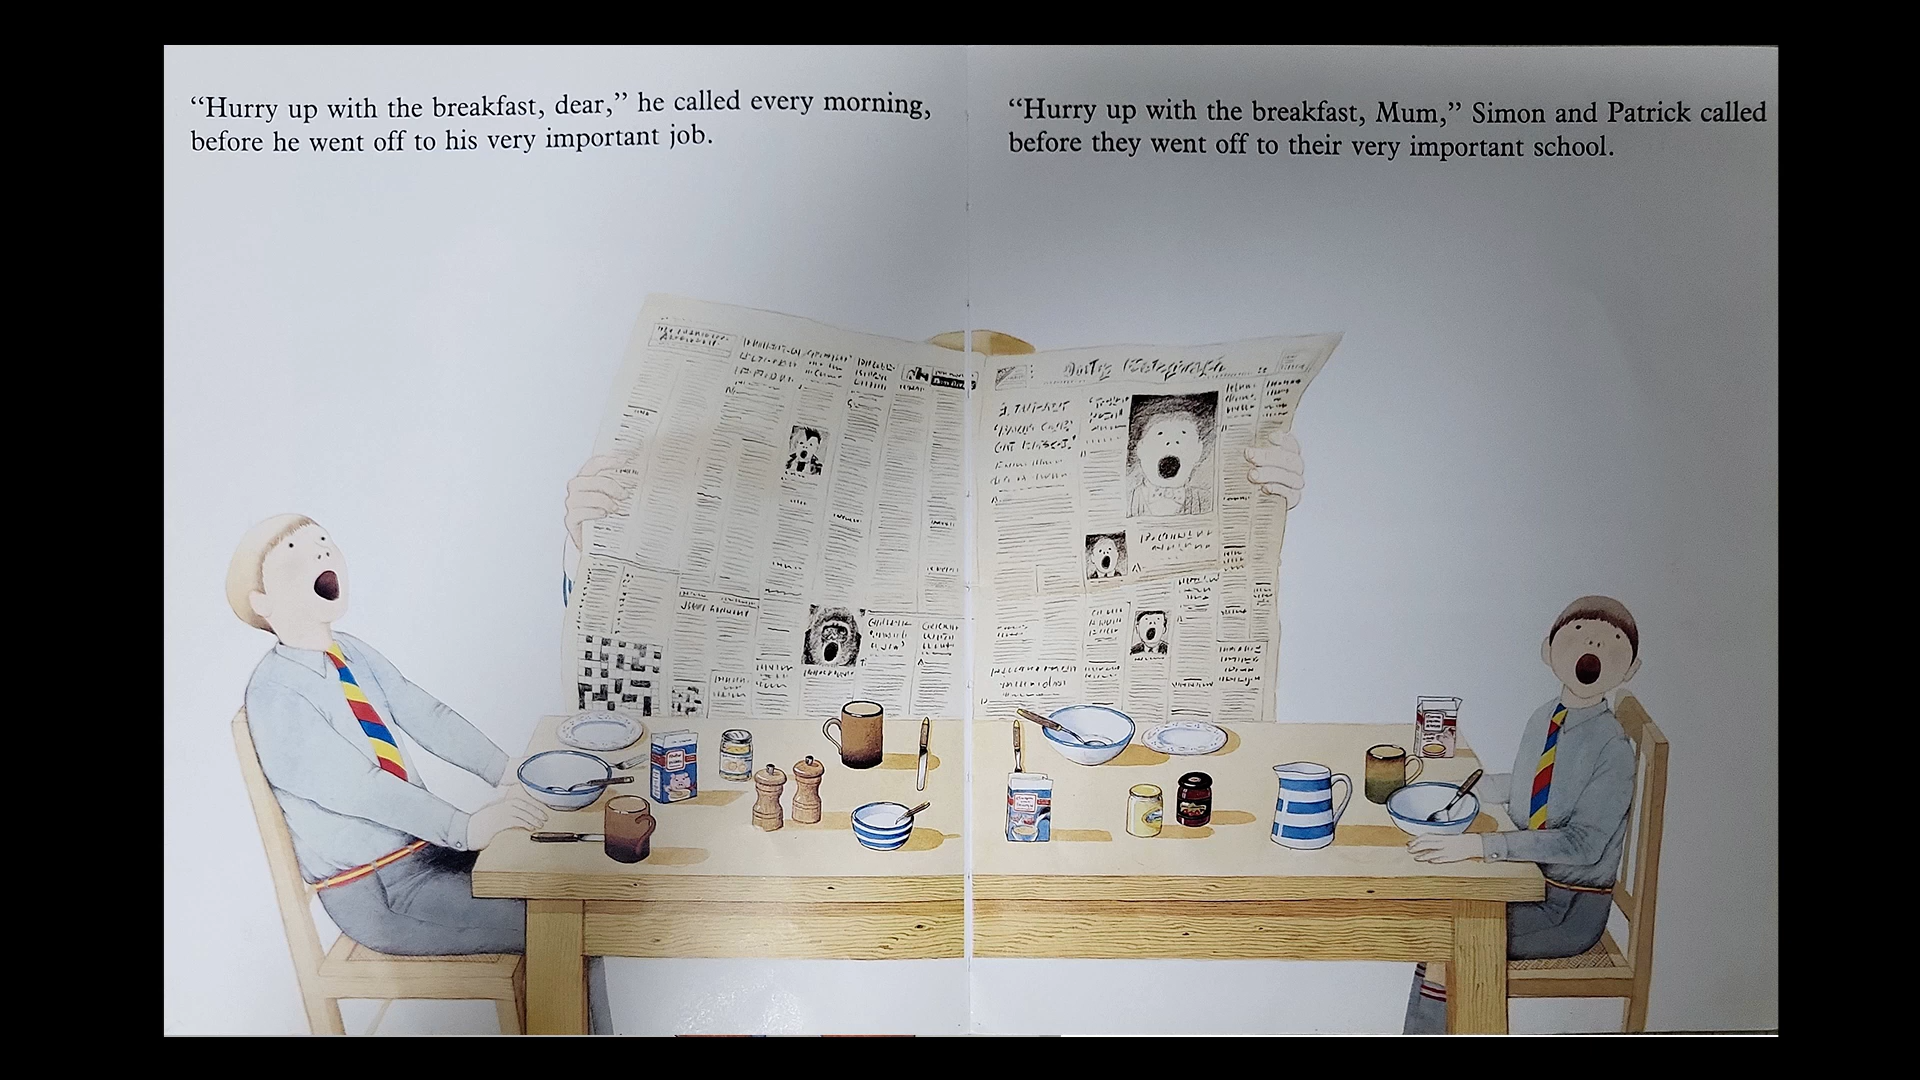 “Hurry up with the breakfast, dear,” he called every morning,
before he went off to his very important job.
“Hurry up with the breakfast, Mum,” Simon and Patrick called
before they went off to their very important school.